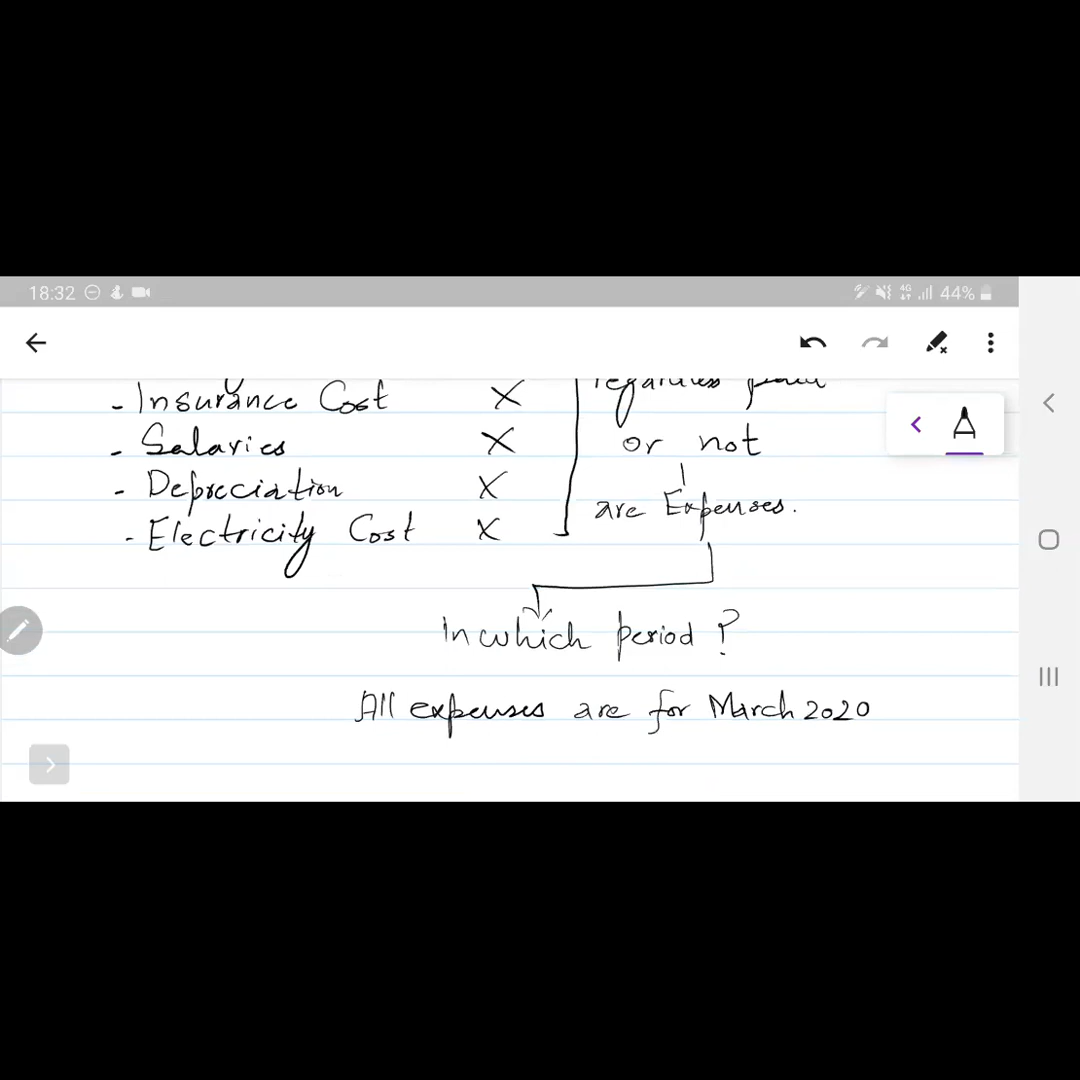 18:32
4G 44%
- Insurance Cost X
- Salaries X
- Depreciation X
- Electricity Cost X
or not
are Expenses.
In which period ?
All expenses are for March 2020